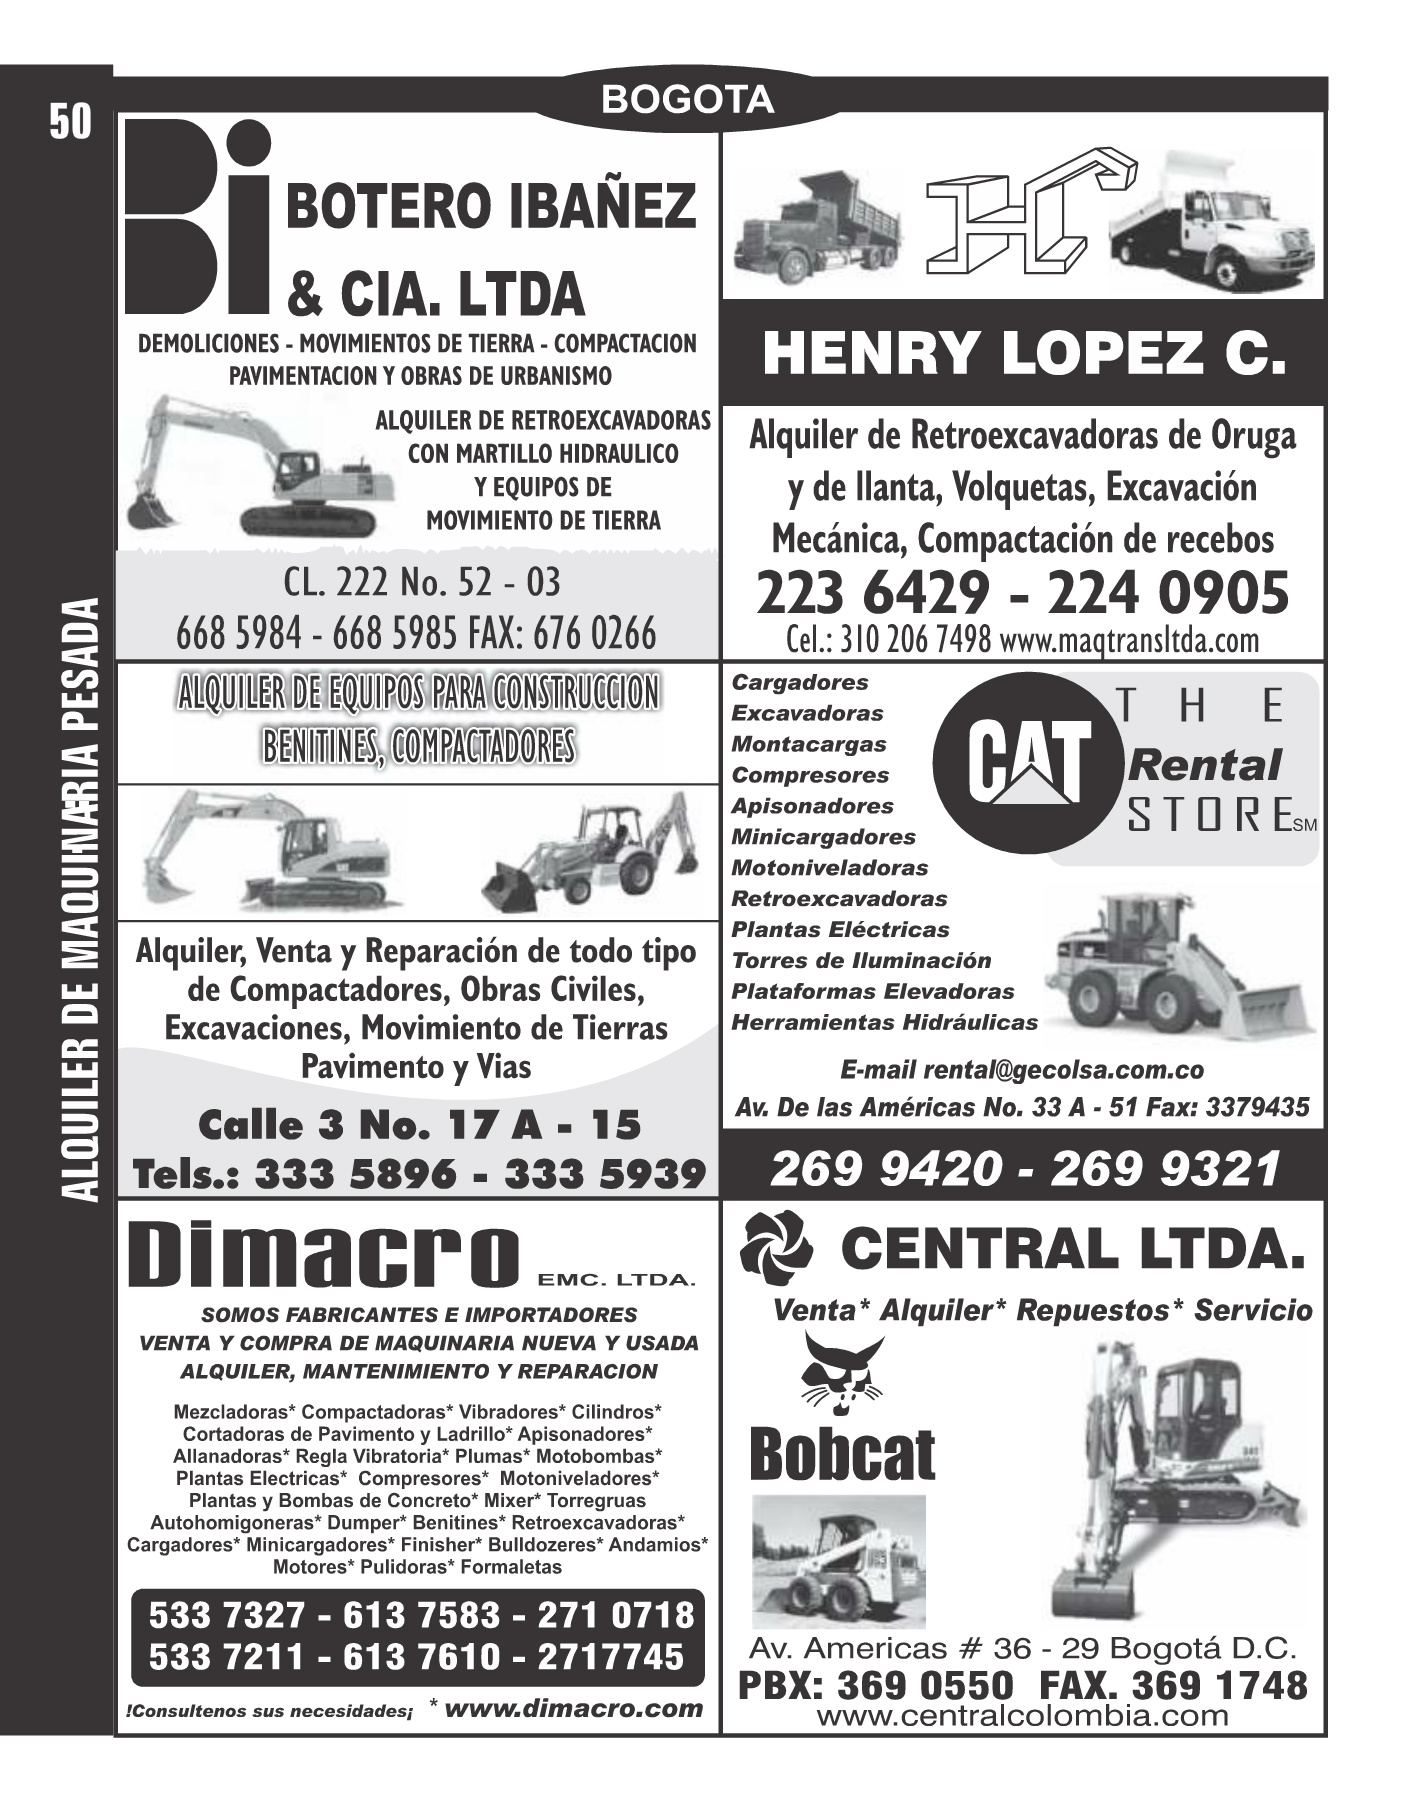 50
BOGOTA
ALQUILER DE MAQUINARIA PESADA
Bi
BOTERO IBAÑEZ
& CIA. LTDA
DEMOLICIONES - MOVIMIENTOS DE TIERRA - COMPACTACION
PAVIMENTACION Y OBRAS DE URBANISMO
ALQUILER DE RETROEXCAVADORAS
CON MARTILLO HIDRAULICO
Y EQUIPOS DE
MOVIMIENTO DE TIERRA
CL. 222 No. 52 - 03
668 5984 - 668 5985 FAX: 676 0266
H
HENRY LOPEZ C.
Alquiler de Retroexcavadoras de Oruga
y de llanta, Volquetas, Excavación
Mecánica, Compactación de recebos
223 6429 - 224 0905
Cel.: 310 206 7498 www.maqtransltda.com
ALQUILER DE EQUIPOS PARA CONSTRUCCION
BENITINES, COMPACTADORES
Alquiler, Venta y Reparación de todo tipo
de Compactadores, Obras Civiles,
Excavaciones, Movimiento de Tierras
Pavimento y Vias
Calle 3 No. 17 A - 15
Tels.: 333 5896 - 333 5939
Cargadores
Excavadoras
Montacargas
Compresores
Apisonadores
Minicargadores
Motoniveladoras
Retroexcavadoras
Plantas Eléctricas
Torres de Iluminación
Plataformas Elevadoras
Herramientas Hidráulicas
CAT
THE
Rental
STORE SM
E-mail rental@gecolsa.com.co
Av. De las Américas No. 33 A - 51 Fax: 3379435
269 9420 - 269 9321
Dimacro EMC. LTDA.
SOMOS FABRICANTES E IMPORTADORES
VENTA Y COMPRA DE MAQUINARIA NUEVA Y USADA
ALQUILER, MANTENIMIENTO Y REPARACION
Mezcladoras* Compactadoras* Vibradores* Cilindros*
Cortadoras de Pavimento y Ladrillo* Apisonadores*
Allanadoras* Regla Vibratoria* Plumas* Motobombas*
Plantas Electricas* Compresores* Motoniveladores*
Plantas y Bombas de Concreto* Mixer* Torregruas
Autohomigoneras* Dumper* Benitines* Retroexcavadoras*
Cargadores* Minicargadores* Finisher* Bulldozeres* Andamios*
Motores* Pulidoras* Formaletas
533 7327 - 613 7583 - 271 0718
533 7211 - 613 7610 - 2717745
!Consultenos sus necesidades¡ * www.dimacro.com
CENTRAL LTDA.
Venta* Alquiler* Repuestos* Servicio
Bobcat
Av. Americas # 36 - 29 Bogotá D.C.
PBX: 369 0550 FAX. 369 1748
www.centralcolombia.com